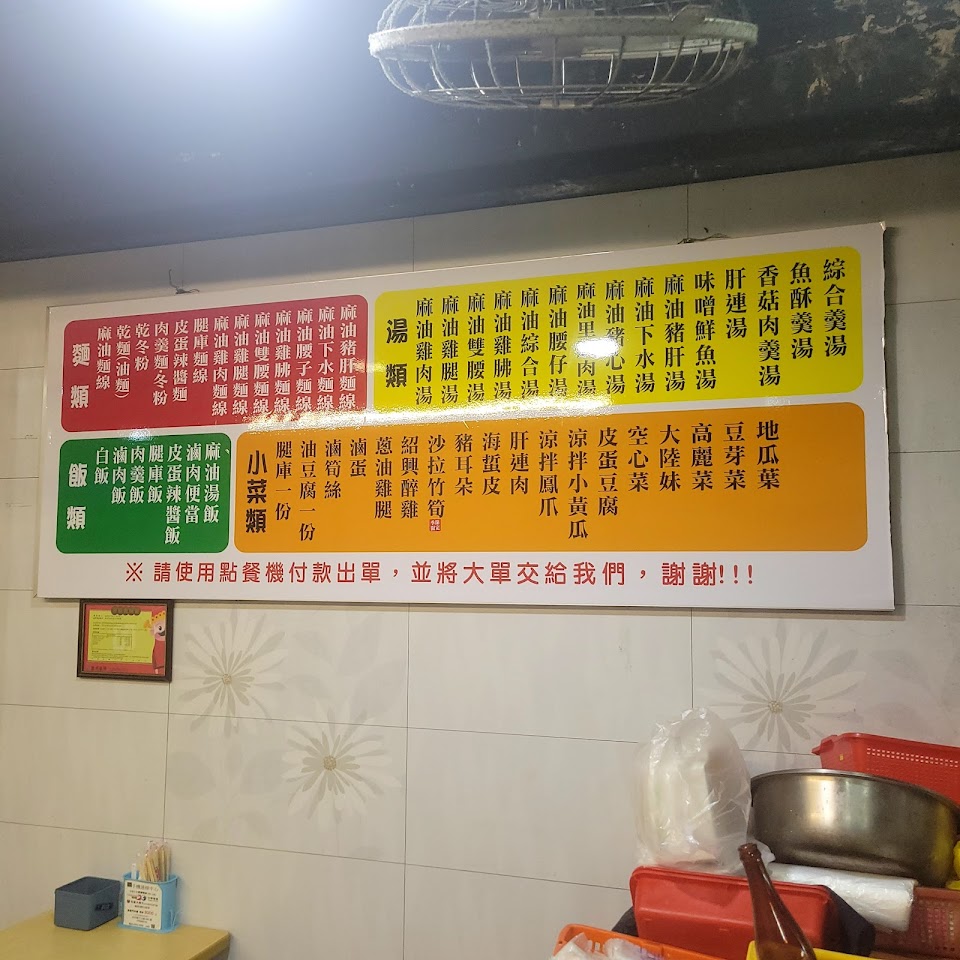 麵類
麻油麵線
乾麵(油麵)
乾冬粉
肉羹麵、冬粉
皮蛋辣醬麵
腿庫麵線
麻油雞肉麵線
麻油雞腿麵線
麻油雙腰麵線
麻油雞胇麵線
麻油腰子麵線
麻油下水麵線
麻油豬肝麵線
湯類
麻油雞肉湯
麻油雞腿湯
麻油雙腰湯
麻油雞胇湯
麻油綜合湯
麻油腰仔湯
麻油里肌肉湯
麻油豬心湯
麻油下水湯
麻油豬肝湯
味噌鮮魚湯
肝連湯
香菇肉羹湯
魚酥羹湯
綜合羹湯
飯類
白飯
滷肉飯
肉羹飯
腿庫飯
皮蛋辣醬飯
滷肉便當
麻油湯飯
小菜類
腿庫一份
油豆腐一份
滷筍絲
滷蛋
蔥油雞腿
紹興醉雞
沙拉竹筍
豬耳朵
海蜇皮
肝連肉
涼拌鳳爪
涼拌小黃瓜
皮蛋豆腐
空心菜
大陸妹
高麗菜
豆芽菜
地瓜葉
※ 請使用點餐機付款出單，並將大單交給我們，謝謝!!!